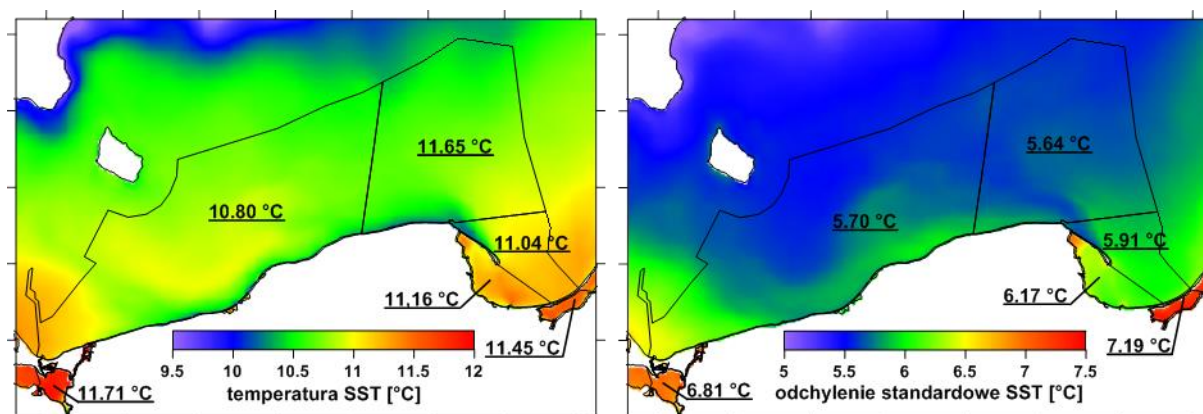 11.65 °C
10.80 °C
11.04 °C
11.16 °C
11.45 °C
11.71 °C
9.5 10 10.5 11 11.5 12
temperatura SST [°C]
5.64 °C
5.70 °C
5.91 °C
6.17 °C
7.19 °C
6.81 °C
5 5.5 6 6.5 7 7.5
odchylenie standardowe SST [°C]